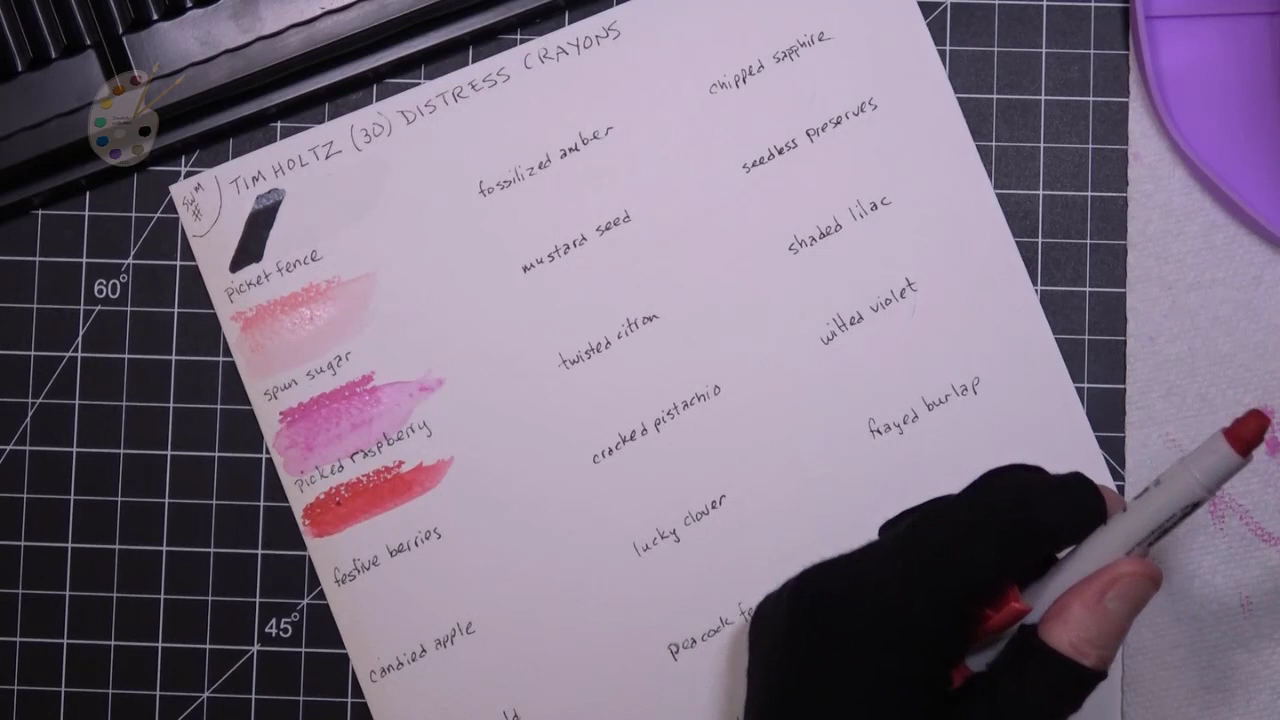 TIM HOLTZ (30) DISTRESS CRAYONS
SWM
#
picket fence
spun sugar
picked raspberry
festive berries
candied apple
fossilized amber
mustard seed
twisted citron
cracked pistachio
lucky clover
peacock
chipped sapphire
seedless preserves
shaded lilac
wilted violet
frayed burlap
60°
45°